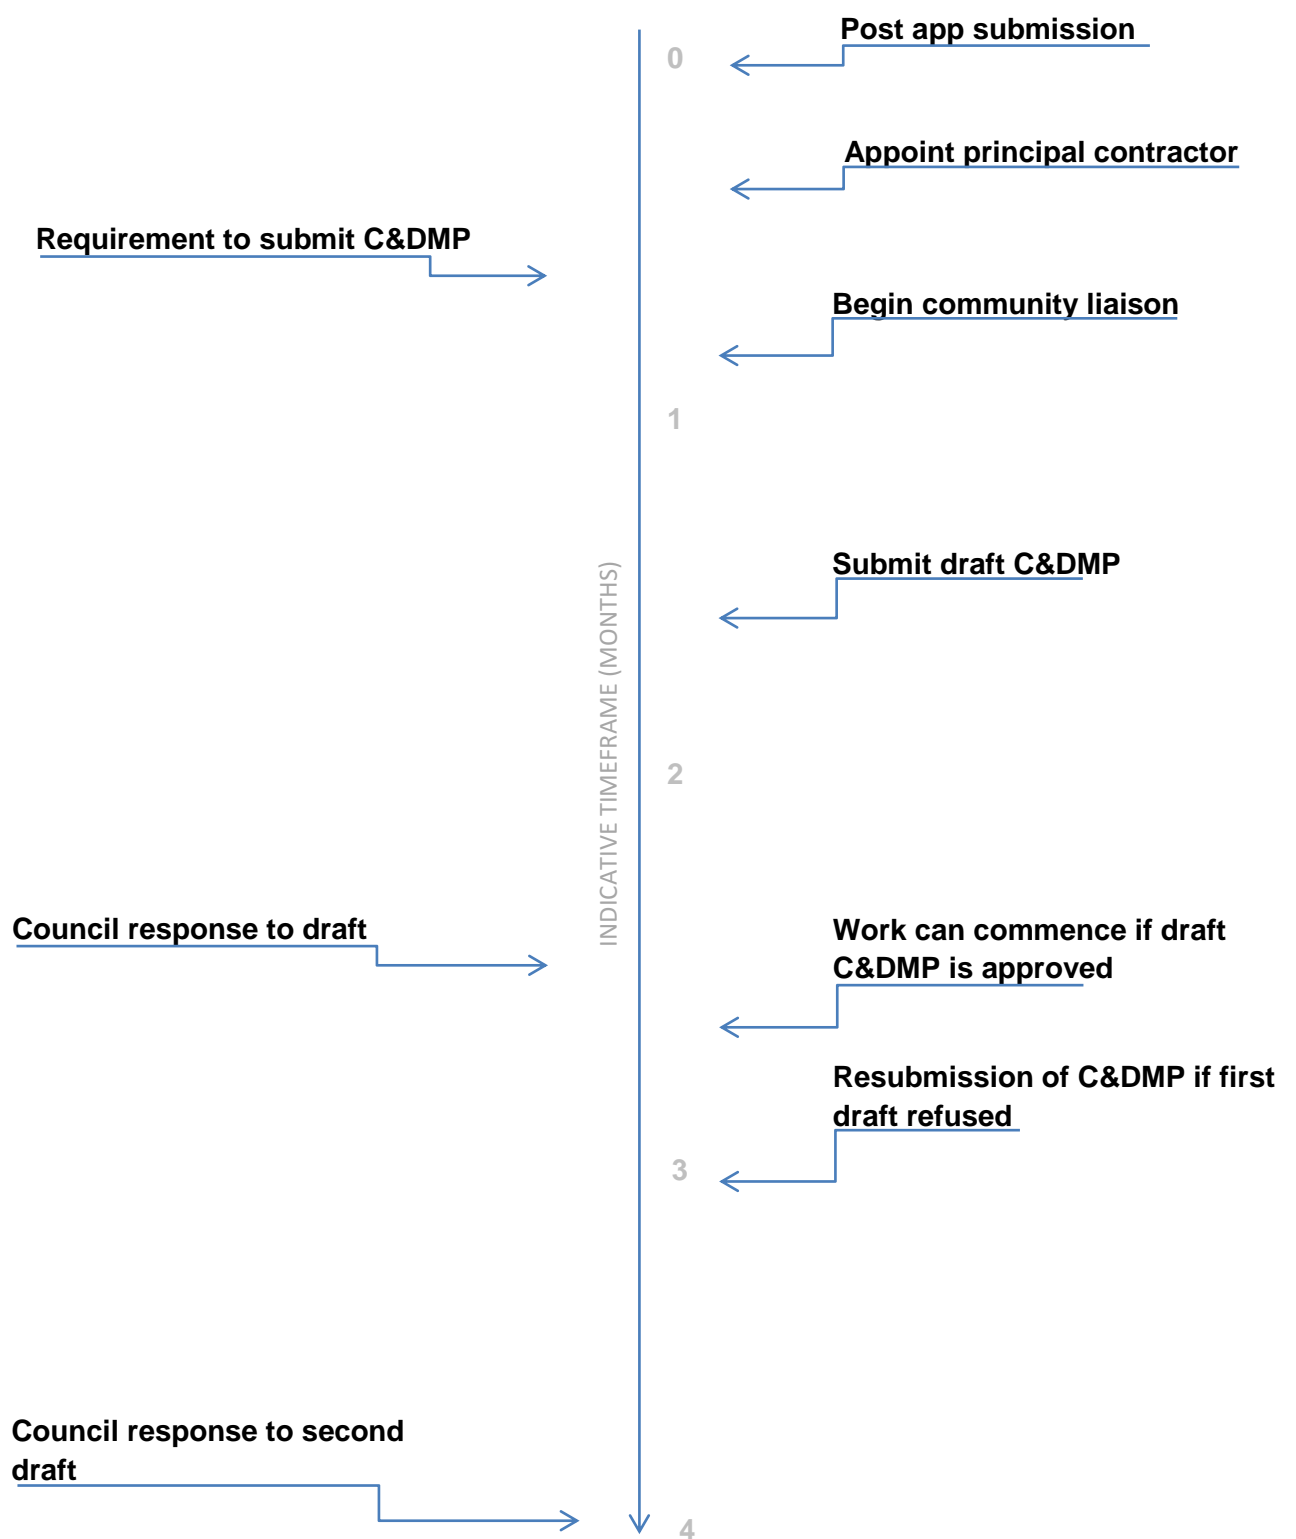 Post app submission
0
Appoint principal contractor
Requirement to submit C&DMP
Begin community liaison
1
Submit draft C&DMP
INDICATIVE TIMEFRAME (MONTHS)
2
Council response to draft
Work can commence if draft
C&DMP is approved
Resubmission of C&DMP if first
draft refused
3
Council response to second
draft
4